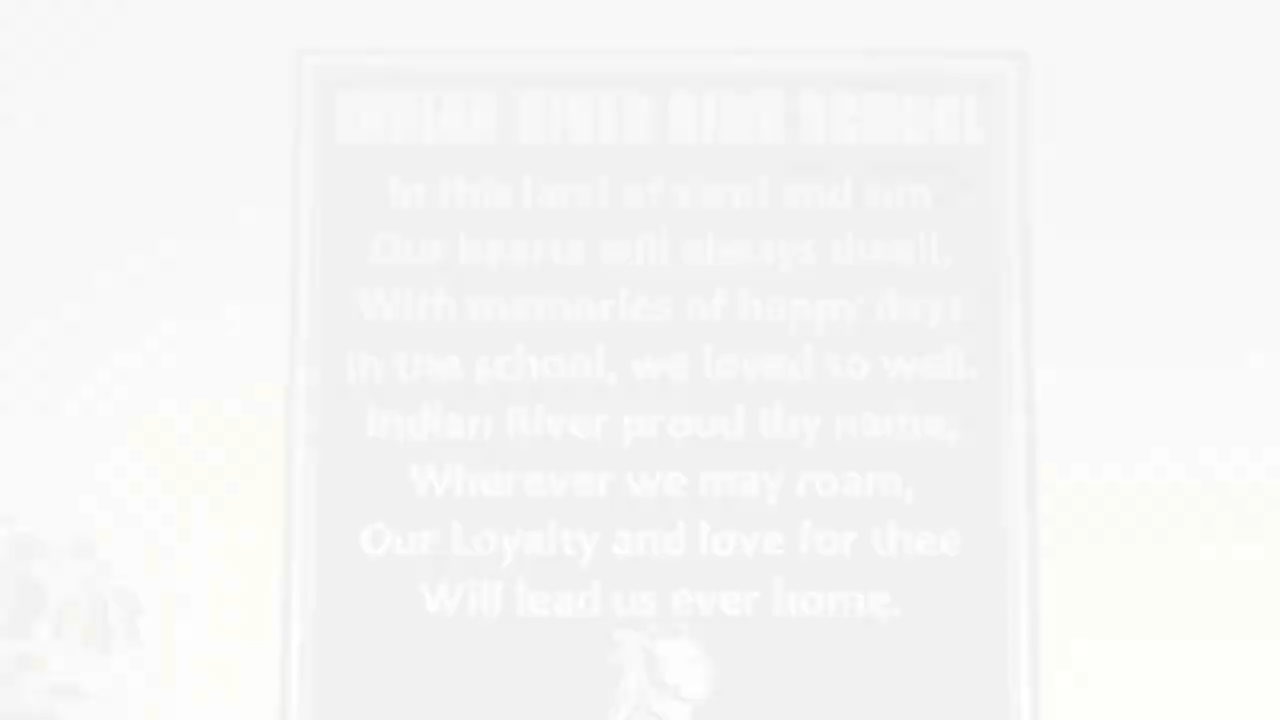 INDIAN RIVER HIGH SCHOOL
In this land of sand and sun
Our hearts will always dwell,
With memories of happy days
In the school, we loved so well.
Indian River proud thy name,
Wherever we may roam,
Our Loyalty and love for thee
Will lead us ever home.